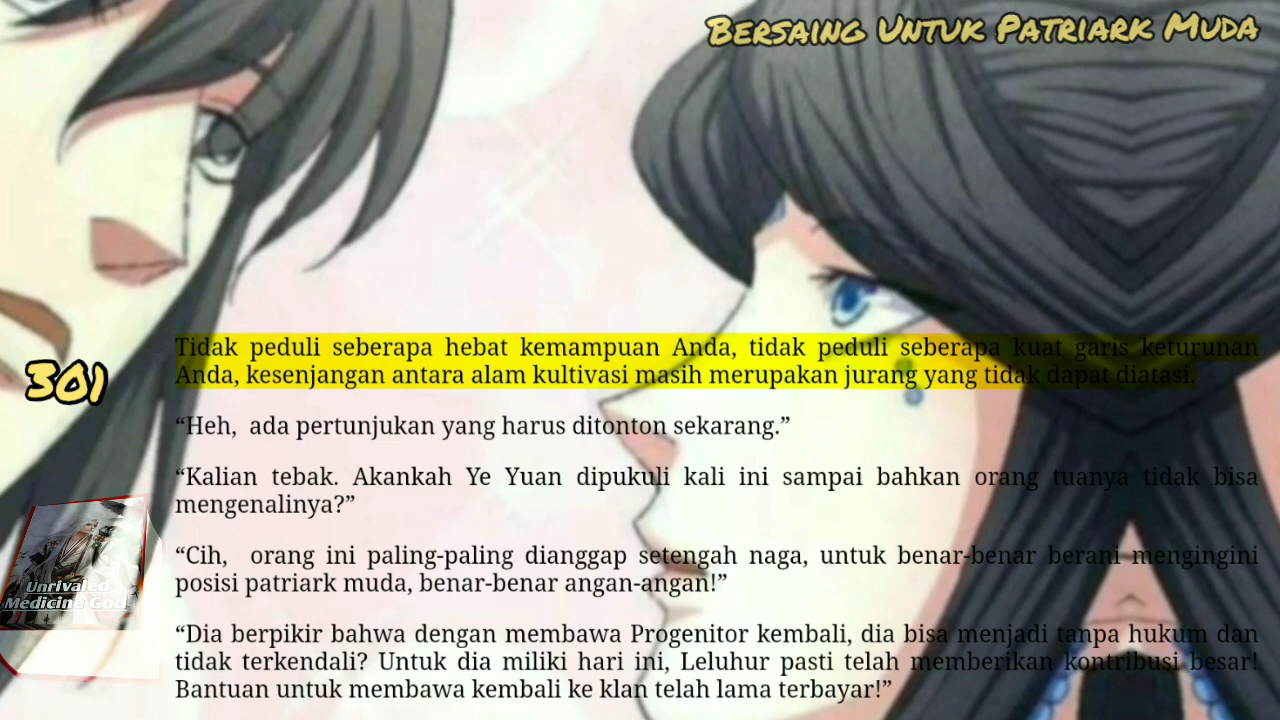 Bersaing Untuk Patriark Muda
Tidak peduli seberapa hebat kemampuan Anda, tidak peduli seberapa kuat garis keturunan
Anda, kesenjangan antara alam kultivasi masih merupakan jurang yang tidak dapat diatasi.
301
“Heh, ada pertunjukan yang harus ditonton sekarang.”
“Kalian tebak. Akankah Ye Yuan dipukuli kali ini sampai bahkan orang tuanya tidak bisa
mengenalinya?”
“Cih, orang ini paling-paling dianggap setengah naga, untuk benar-benar berani mengingini
posisi patriark muda, benar-benar angan-angan!”
Unrivaled
Medicine God
“Dia berpikir bahwa dengan membawa Progenitor kembali, dia bisa menjadi tanpa hukum dan
tidak terkendali? Untuk dia miliki hari ini, Leluhur pasti telah memberikan kontribusi besar!
Bantuan untuk membawa kembali ke klan telah lama terbayar!”